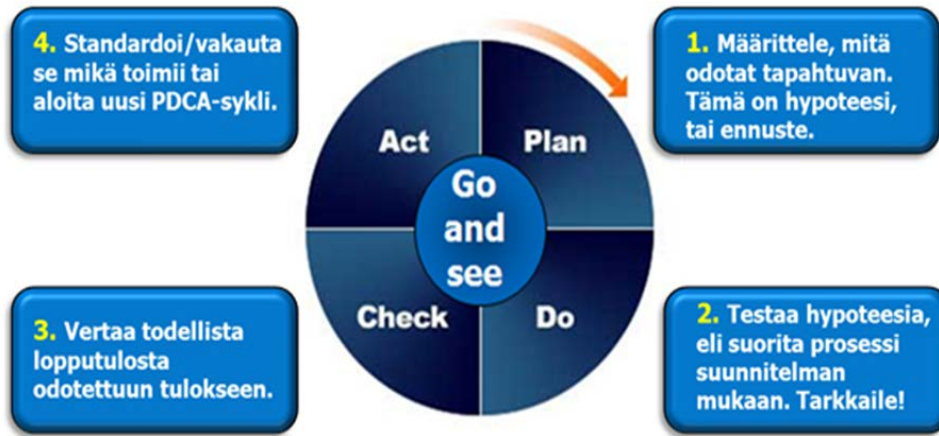 4. Standardoi/vakauta
se mikä toimii tai
aloita uusi PDCA-sykli.
1. Määrittele, mitä
odotat tapahtuvan.
Tämä on hypoteesi,
tai ennuste.
Act
Plan
Go
and
see
Check
Do
3. Vertaa todellista
lopputulosta
odotettuun tulokseen.
2. Testaa hypoteesia,
eli suorita prosessi
suunnitelman
mukaan. Tarkkaile!